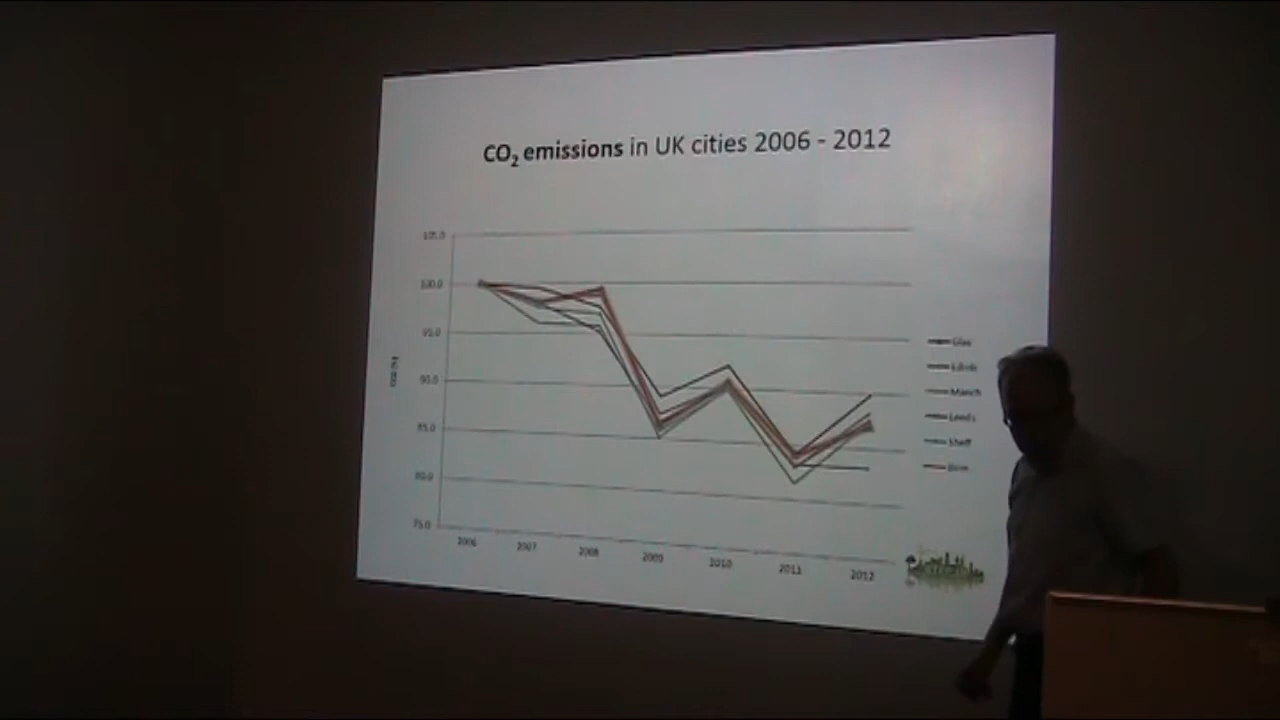 CO₂ emissions in UK cities 2006 - 2012
105.0
100.0
95.0
90.0
85.0
80.0
75.0
2006 2007 2008 2009 2010 2011 2012
Glas
Edinb
Manch
Leeds
Sheff
Birm